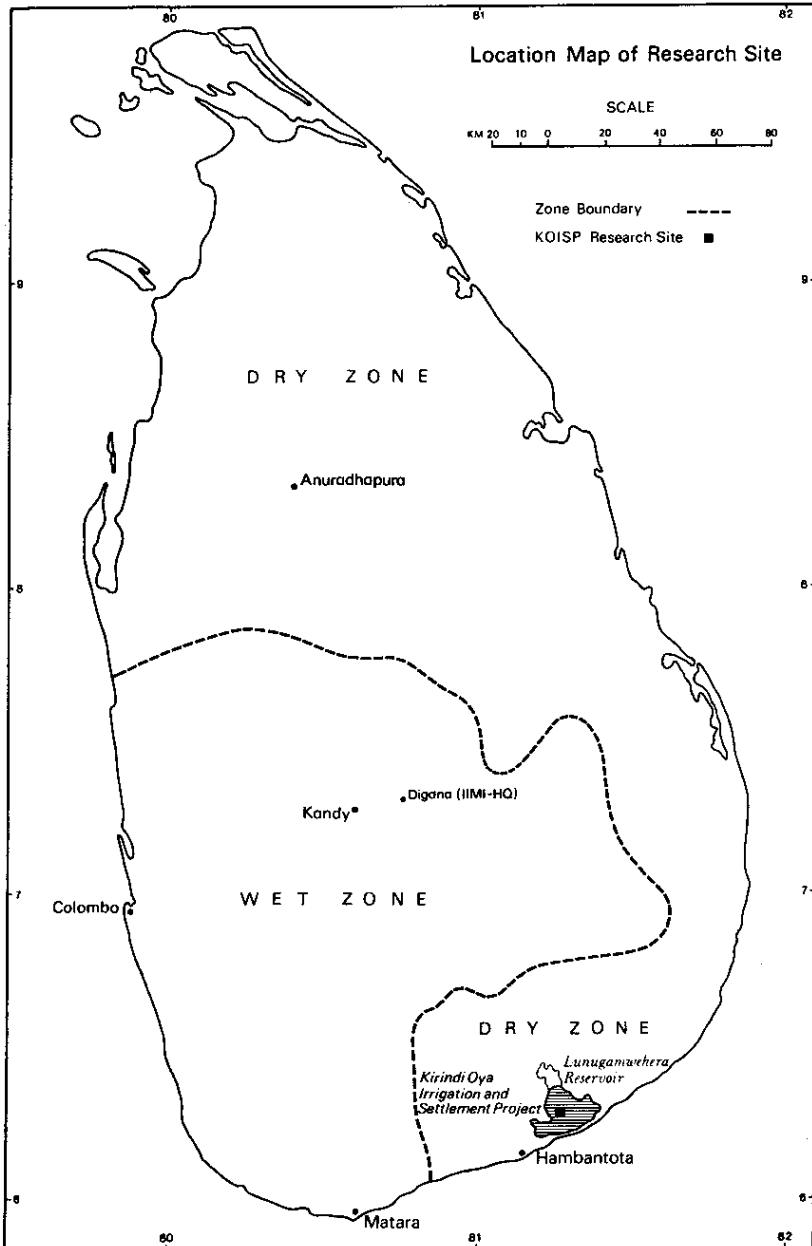 80 81 82
Location Map of Research Site
SCALE
KM 20 10 0 20 40 60 80
Zone Boundary
KOISP Research Site
9 9
DRY ZONE
Anuradhapura
8 8
Digana (IIMI-HQ)
Kandy
7 7
WET ZONE
Colombo
DRY ZONE
Lunugamwehera
Reservoir
Kirindi Oya
Irrigation and
Settlement Project
Hambantota
6 6
Matara
80 81 82